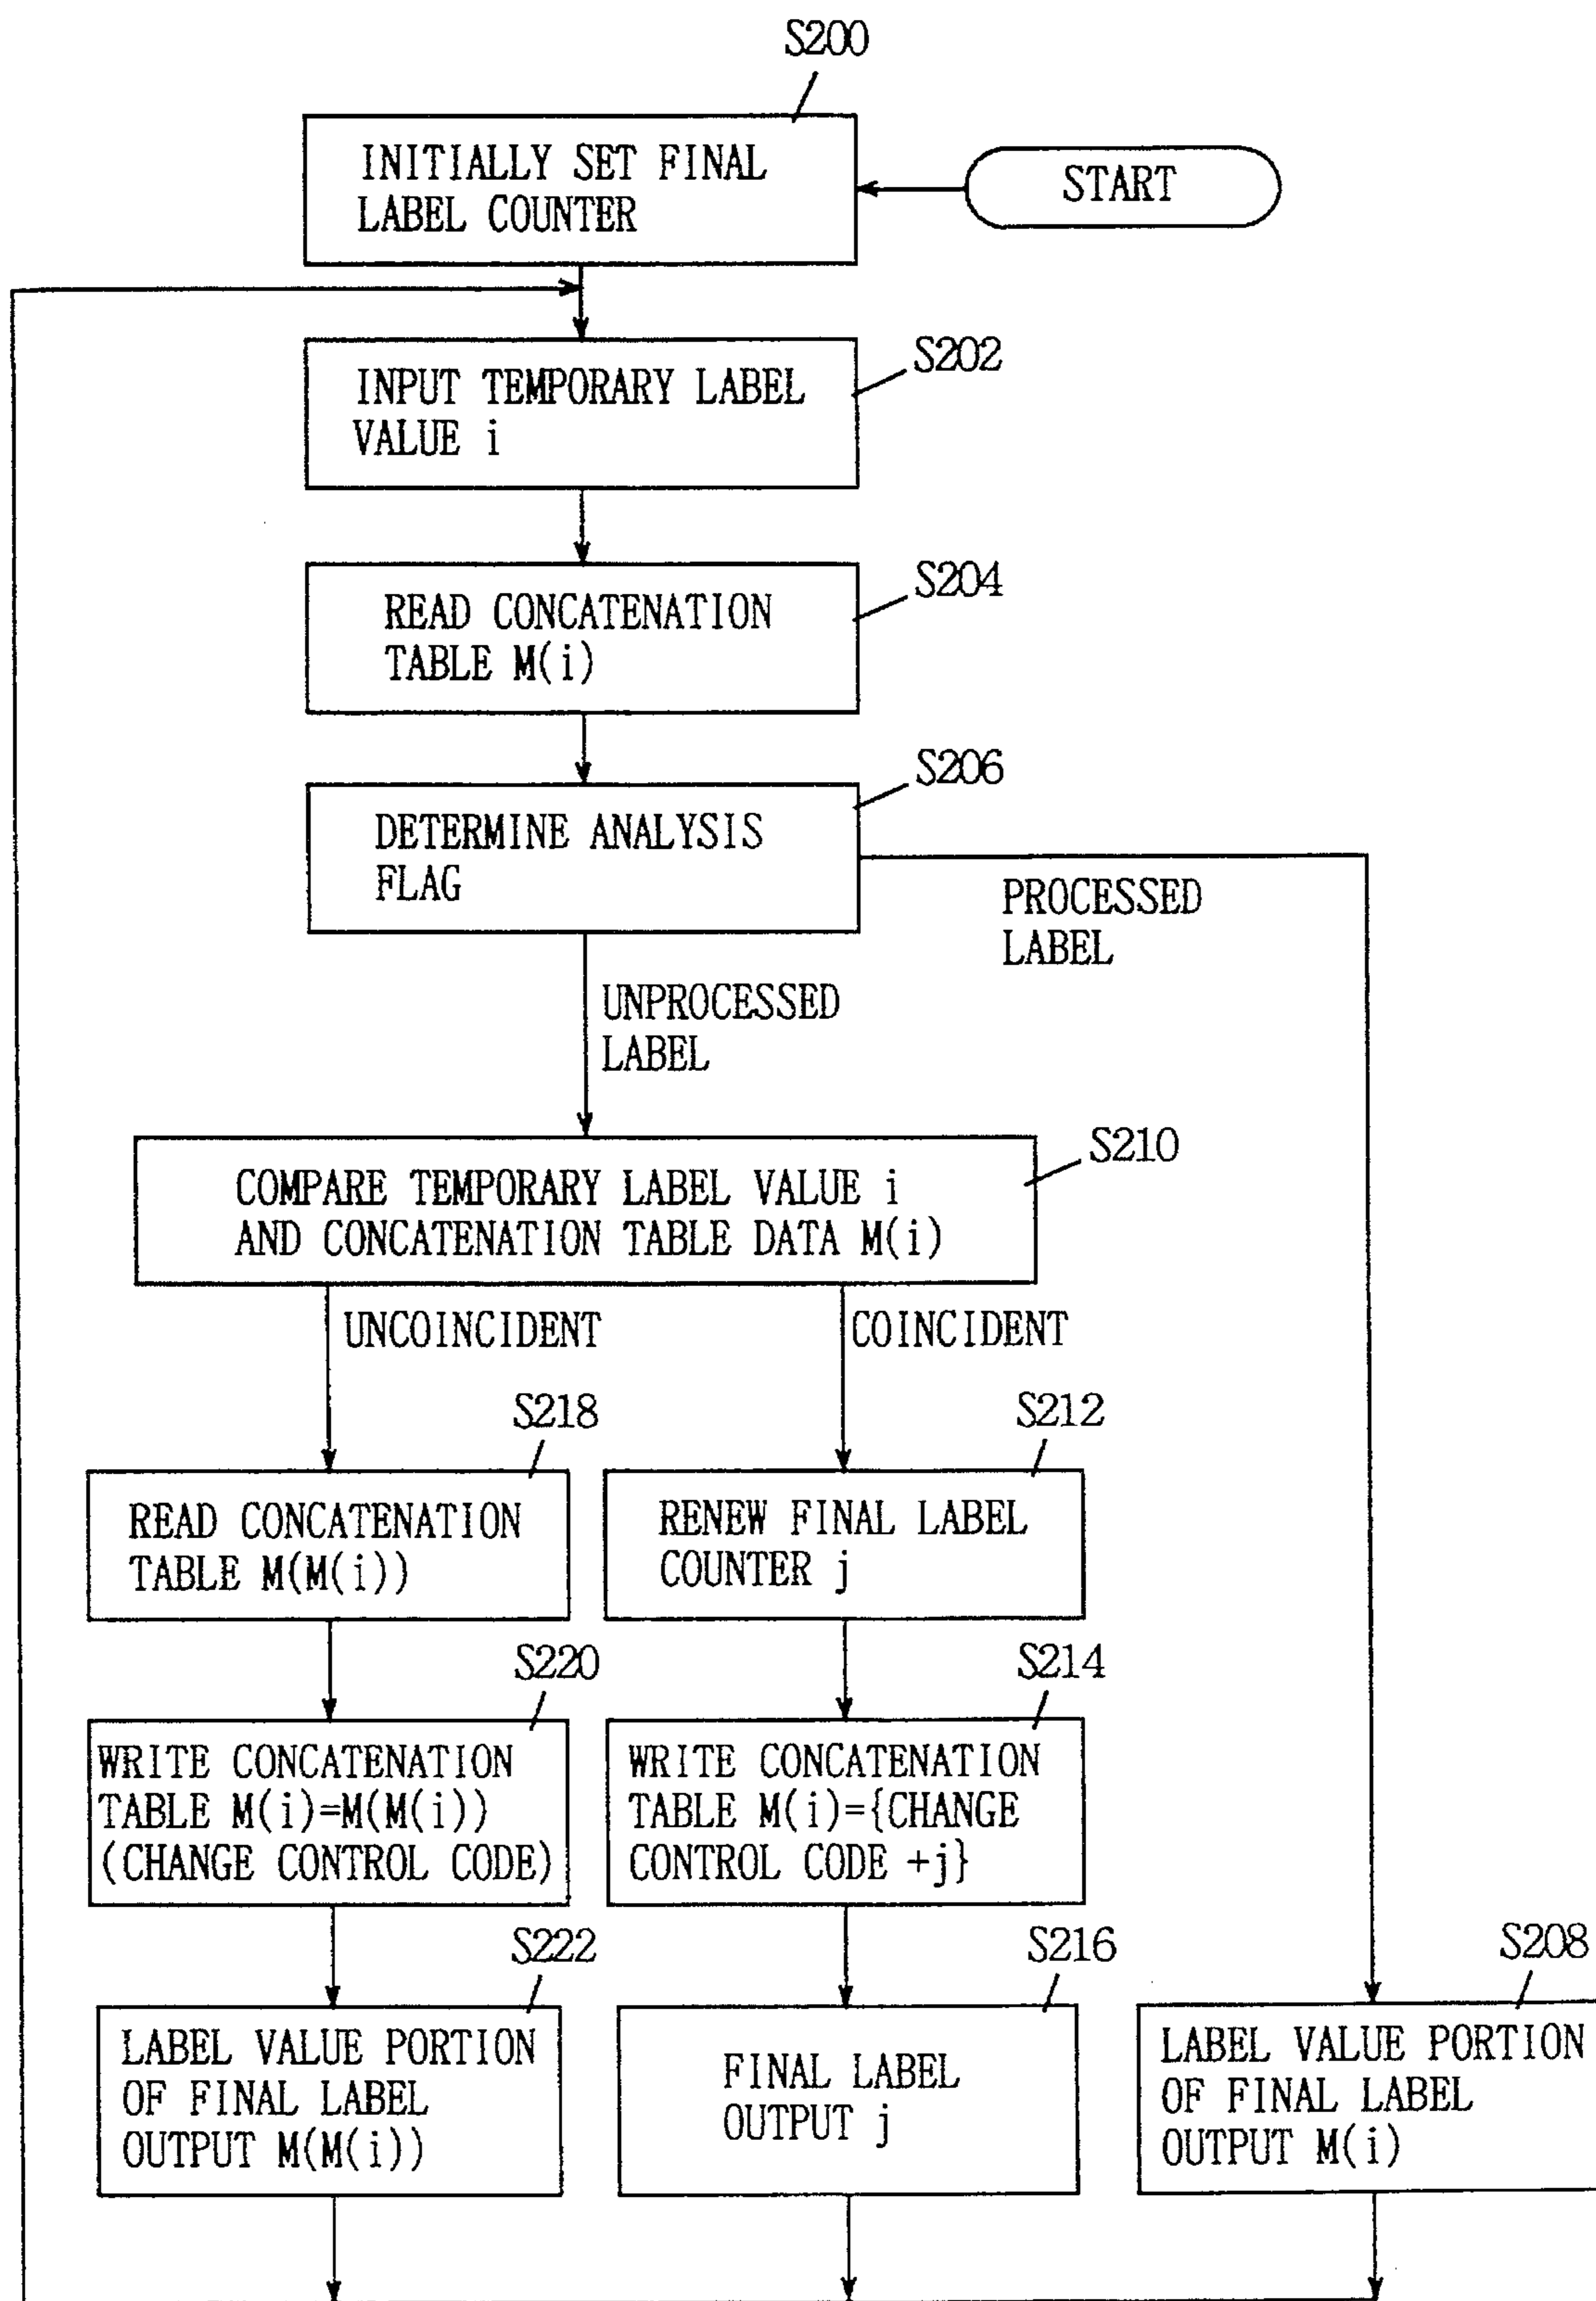 S200
INITIALLY SET FINAL
LABEL COUNTER
START
S202
INPUT TEMPORARY LABEL
VALUE i
S204
READ CONCATENATION
TABLE M(i)
S206
DETERMINE ANALYSIS
FLAG
PROCESSED
LABEL
UNPROCESSED
LABEL
S210
COMPARE TEMPORARY LABEL VALUE i
AND CONCATENATION TABLE DATA M(i)
UNCOINCIDENT
COINCIDENT
S218
READ CONCATENATION
TABLE M(M(i))
S212
RENEW FINAL LABEL
COUNTER j
S220
WRITE CONCATENATION
TABLE M(i)=M(M(i))
(CHANGE CONTROL CODE)
S214
WRITE CONCATENATION
TABLE M(i)={CHANGE
CONTROL CODE +j}
S222
LABEL VALUE PORTION
OF FINAL LABEL
OUTPUT M(M(i))
S216
FINAL LABEL
OUTPUT j
S208
LABEL VALUE PORTION
OF FINAL LABEL
OUTPUT M(i)